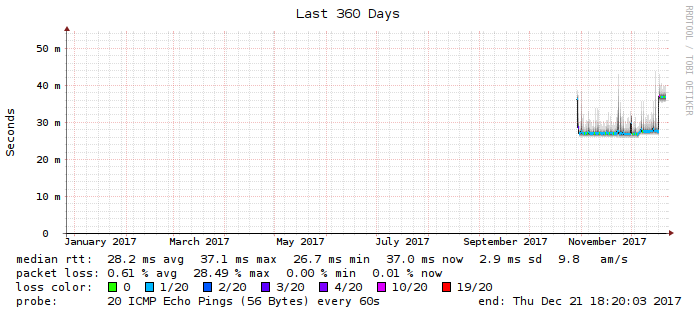 Last 360 Days
RRDTOOL / TOBI OETIKER
Seconds
50 m
40 m
30 m
20 m
10 m
0
January 2017 March 2017 May 2017 July 2017 September 2017 November 2017
median rtt: 28.2 ms avg 37.1 ms max 26.7 ms min 37.0 ms now 2.9 ms sd 9.8 am/s
packet loss: 0.61 % avg 28.49 % max 0.00 % min 0.01 % now
loss color: 0 1/20 2/20 3/20 4/20 10/20 19/20
probe: 20 ICMP Echo Pings (56 Bytes) every 60s end: Thu Dec 21 18:20:03 2017